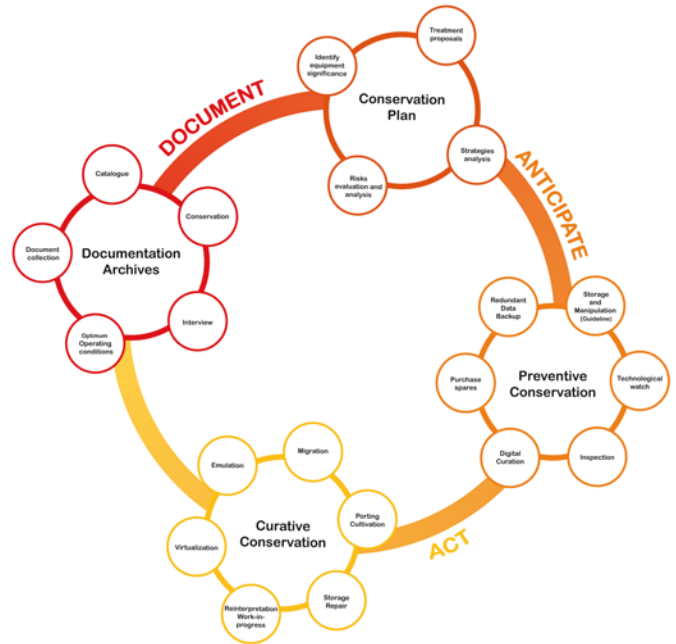 DOCUMENT
Identify
equipment
significance
Treatment
proposals
Conservation
Plan
Strategies
analysis
Risks
evaluation and
analysis
ANTICIPATE
Catalogue
Conservation
Document
collection
Documentation
Archives
Optimum
Operating
conditions
Interview
Redundant
Data
Backup
Storage
and
Manipulation
(Guideline)
Purchase
spares
Preventive
Conservation
Technological
watch
Digital
Curation
Inspection
ACT
Emulation
Migration
Virtualization
Curative
Conservation
Porting
Cultivation
Reinterpretation
Work-in-
progress
Storage
Repair